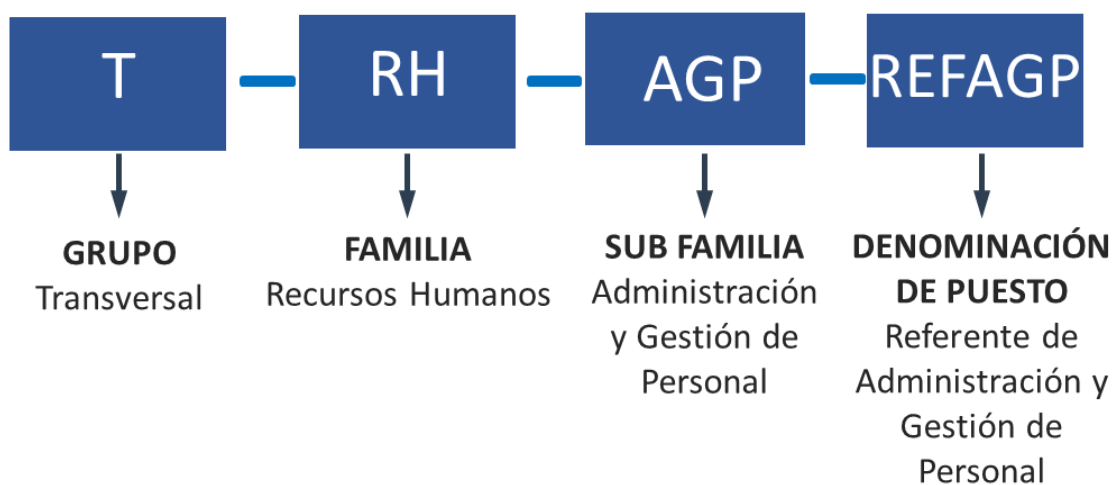 T
RH
AGP
REFAGP
GRUPO
Transversal
FAMILIA
Recursos Humanos
SUB FAMILIA
Administración
y Gestión de
Personal
DENOMINACIÓN
DE PUESTO
Referente de
Administración y
Gestión de
Personal